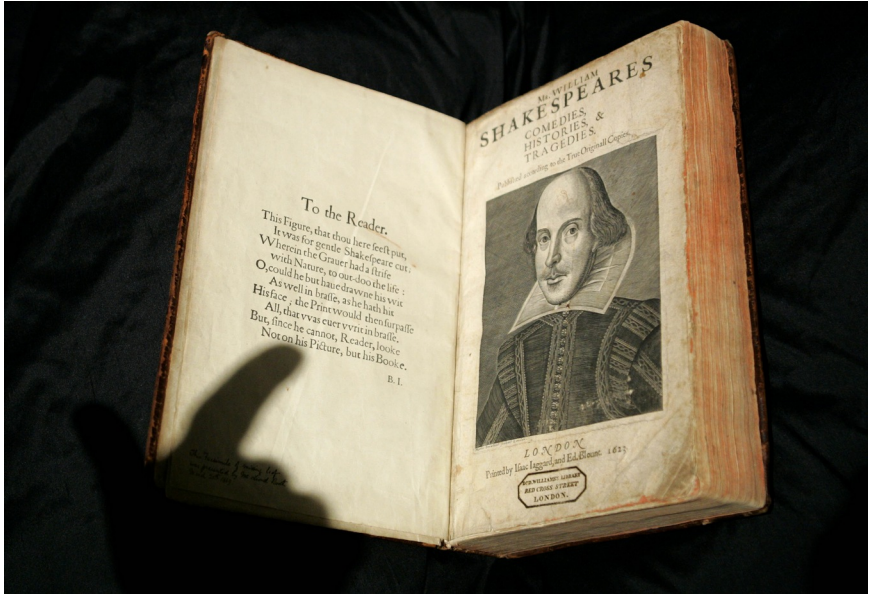 To the Reader.
This Figure, that thou here ſeeſt put,
It vvas for gentle Shakeſpeare cut;
Wherein the Grauer had a ſtrife
with Nature, to out-doo the life :
O, could he but haue drawne his wit
As well in braſſe, as he hath hit
His face ; the Print would then ſurpaſſe
All, that vvas euer vvrit in braſſe.
But, ſince he cannot, Reader, looke
Not on his Picture, but his Booke.
B. I.
Mr. WILLIAM
SHAKESPEARES
COMEDIES,
HISTORIES, &
TRAGEDIES.
Publiſhed according to the True Originall Copies.
LONDON
Printed by Iſaac Iaggard, and Ed. Blount. 1623
DR. WILLIAMS'S LIBRARY
RED CROSS STREET
LONDON.